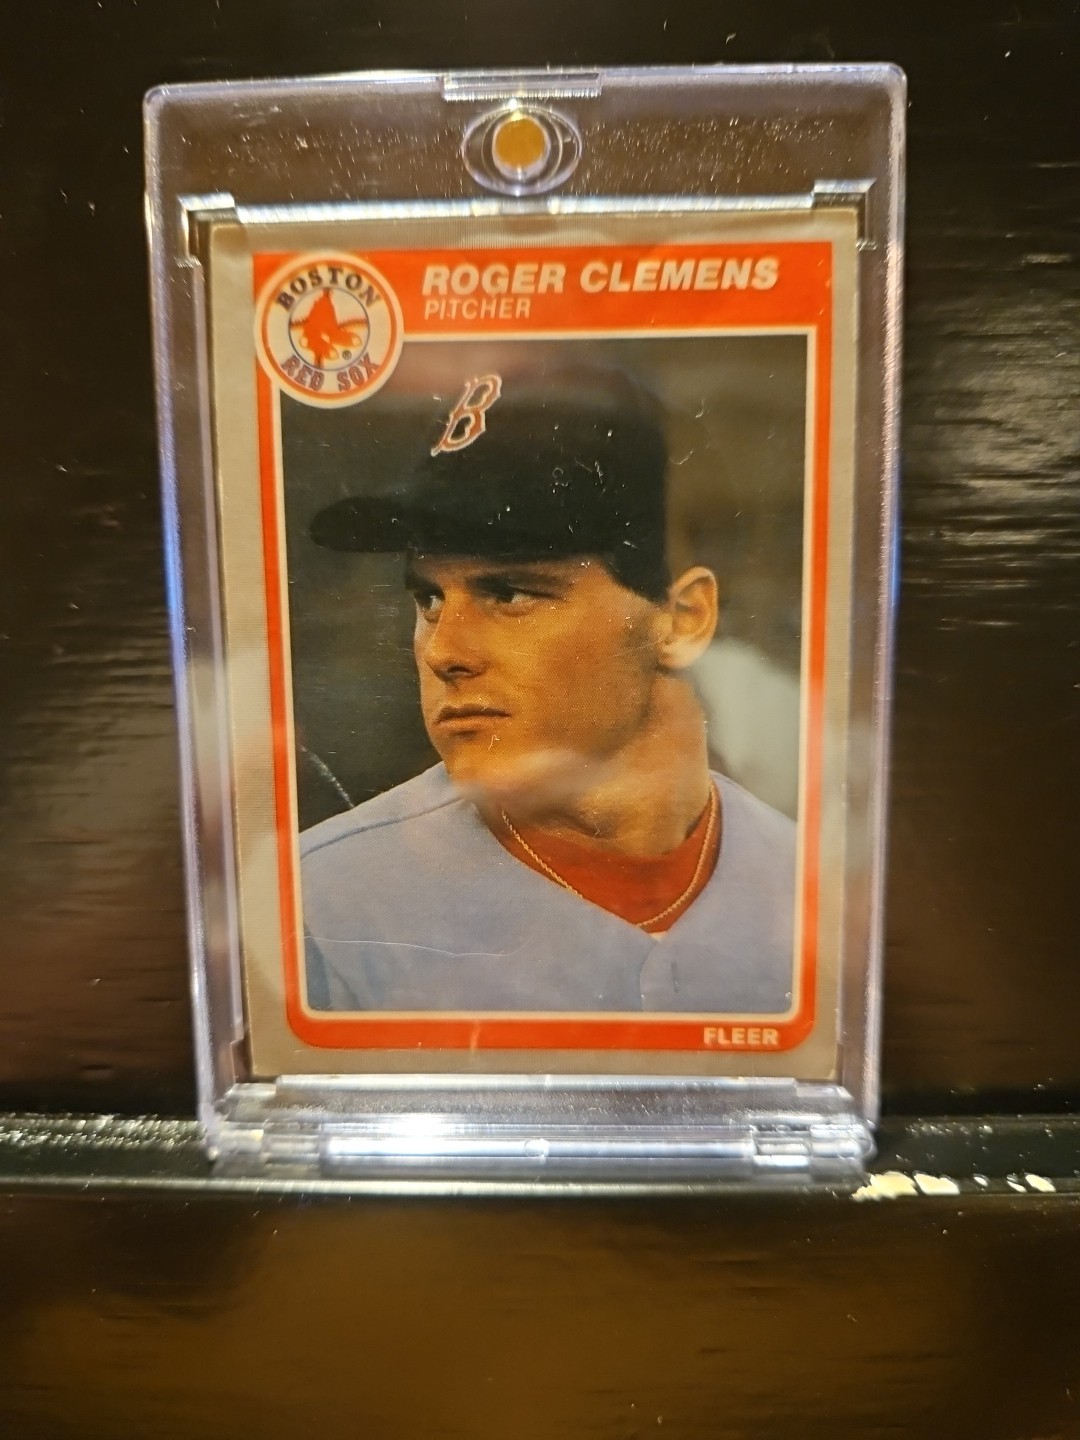 BOSTON
RED SOX
®
ROGER CLEMENS
PITCHER
B
FLEER